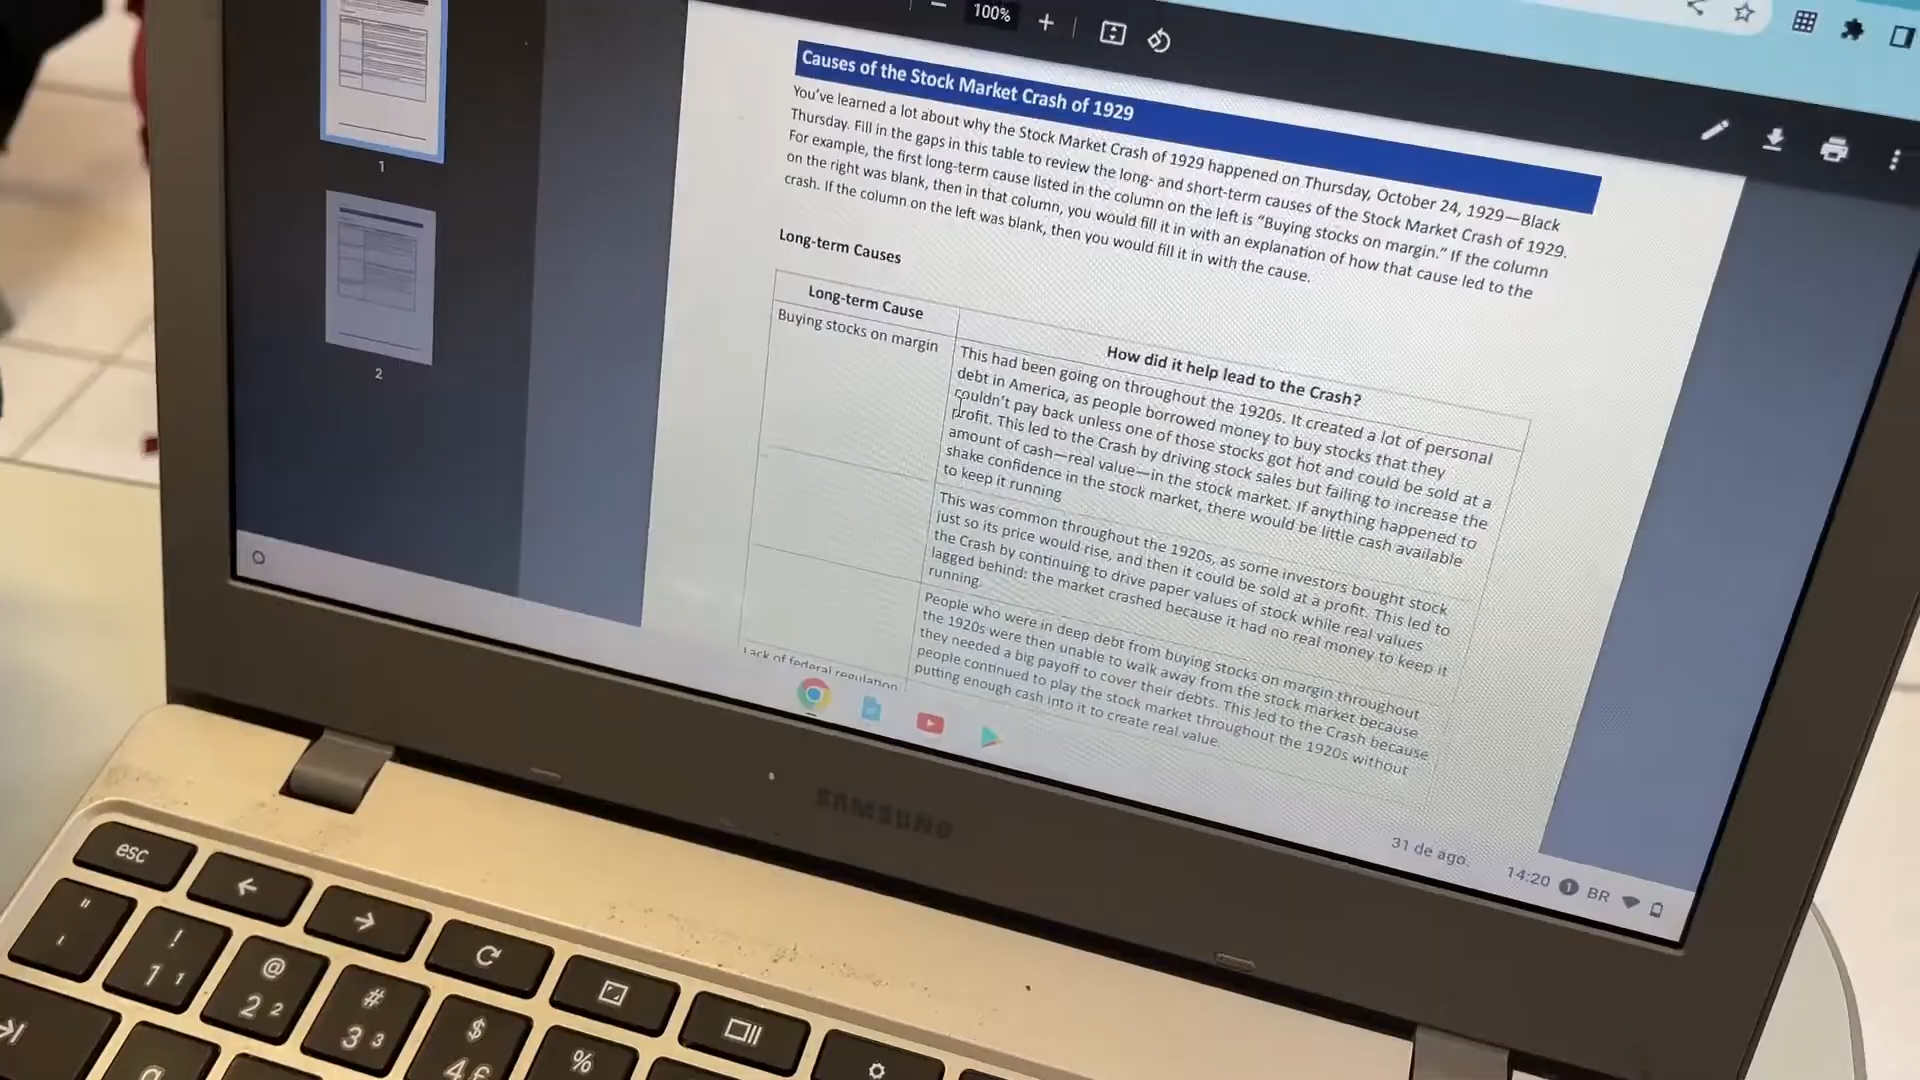 100%
Causes of the Stock Market Crash of 1929
You've learned a lot about why the Stock Market Crash of 1929 happened on Thursday, October 24, 1929—Black
Thursday. Fill in the gaps in this table to review the long- and short-term causes of the Stock Market Crash of 1929.
For example, the first long-term cause listed in the column on the left is "Buying stocks on margin." If the column
on the right was blank, then in that column, you would fill it in with an explanation of how that cause led to the
crash. If the column on the left was blank, then you would fill it in with the cause.
1
2
Long-term Causes
Long-term Cause
How did it help lead to the Crash?
Buying stocks on margin
This had been going on throughout the 1920s. It created a lot of personal
debt in America, as people borrowed money to buy stocks that they
couldn't pay back unless one of those stocks got hot and could be sold at a
profit. This led to the Crash by driving stock sales but failing to increase the
amount of cash—real value—in the stock market. If anything happened to
shake confidence in the stock market, there would be little cash available
to keep it running
This was common throughout the 1920s, as some investors bought stock
just so its price would rise, and then it could be sold at a profit. This led to
the Crash by continuing to drive paper values of stock while real values
lagged behind: the market crashed because it had no real money to keep it
running.
People who were in deep debt from buying stocks on margin throughout
the 1920s were then unable to walk away from the stock market because
they needed a big payoff to cover their debts. This led to the Crash because
people continued to play the stock market throughout the 1920s without
putting enough cash into it to create real value
Lack of federal regulation
31 de ago. 14:20 1 BR
SAMSUNG
esc
" '
! 1 1
@ 2 2
# 3 3
$ 4 £
%